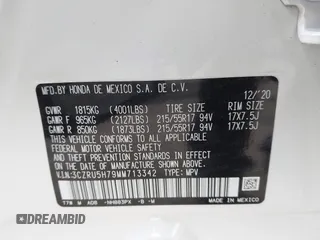 MFD.BY HONDA DE MEXICO S.A. DE C.V.
12/'20
GVWR 1815KG (4001LBS) TIRE SIZE RIM SIZE
GAWR F 965KG (2127LBS) 215/55R17 94V 17X7.5J
GAWR R 850KG (1873LBS) 215/55R17 94V 17X7.5J
THIS VEHICLE CONFORMS TO ALL APPLICABLE
FEDERAL MOTOR VEHICLE SAFETY AND
THEFT PREVENTION STANDARDS IN EFFECT
ON THE DATE OF MANUFACTURE SHOWN ABOVE.
V.I.N:3CZRU5H79MM713342 TYPE: MPV
MADE IN MEXICO
DID AUTO BIDDING